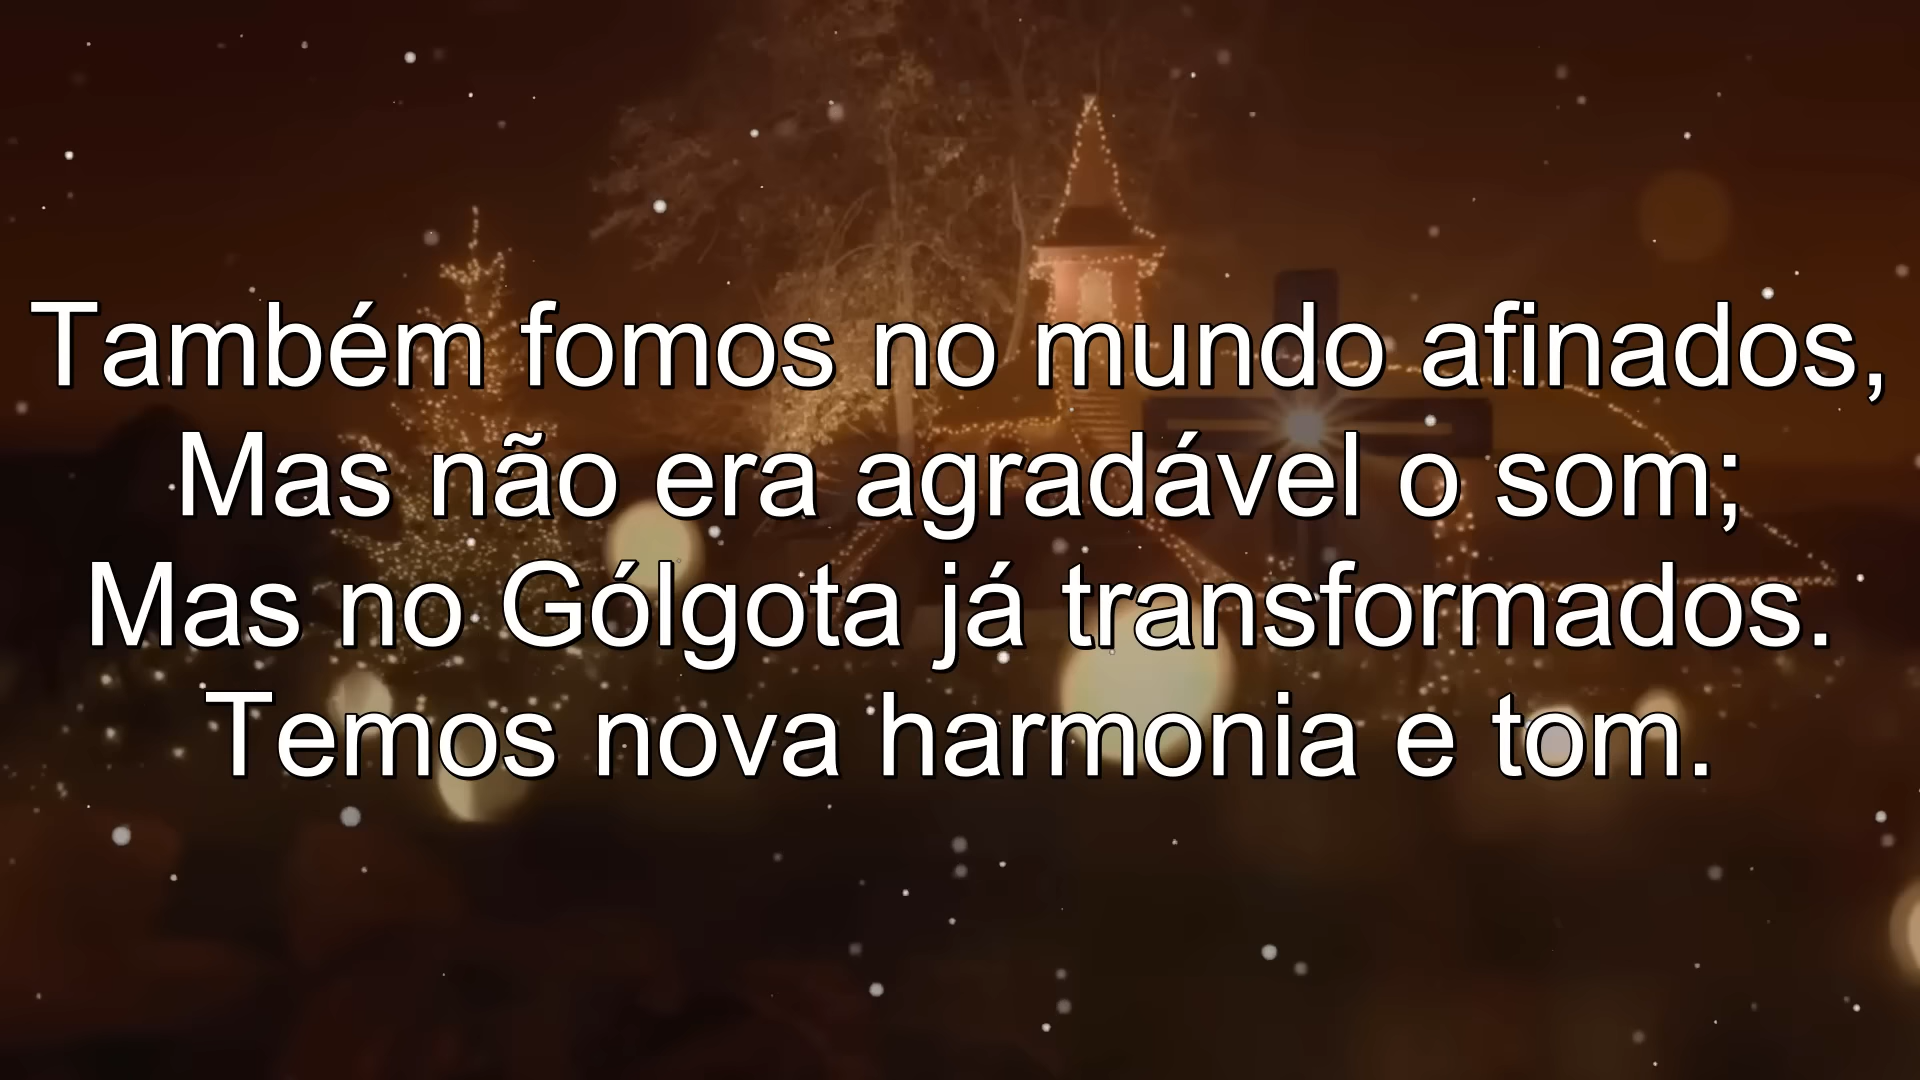 Também fomos no mundo afinados,
Mas não era agradável o som;
Mas no Gólgota já transformados.
Temos nova harmonia e tom.